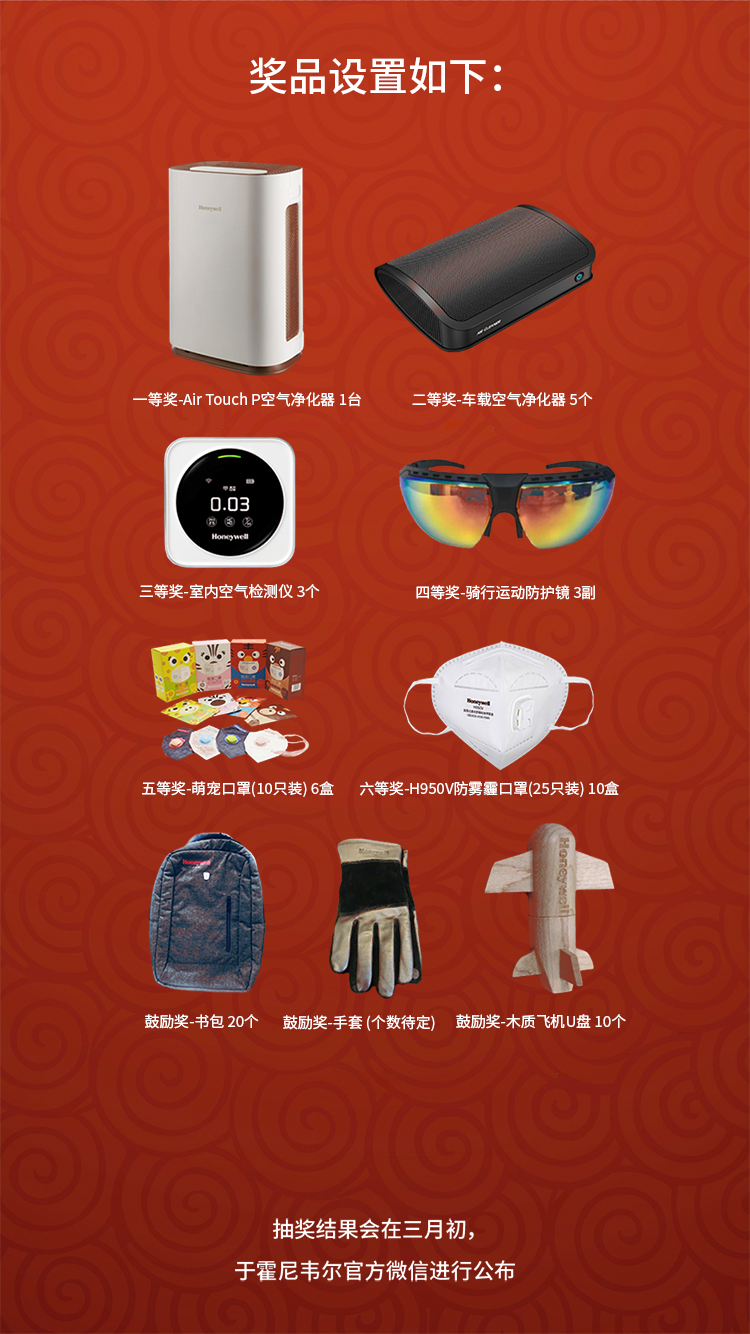 奖品设置如下：
Honeywell
AIR CLEANER
一等奖-Air Touch P空气净化器 1台
二等奖-车载空气净化器 5个
0.03
Honeywell
三等奖-室内空气检测仪 3个
四等奖-骑行运动防护镜 3副
Honeywell
H950V
五等奖-萌宠口罩(10只装) 6盒
六等奖-H950V防雾霾口罩(25只装) 10盒
Honeywell
Honeywell
Honeywell
鼓励奖-书包 20个
鼓励奖-手套 (个数待定)
鼓励奖-木质飞机U盘 10个
抽奖结果会在三月初，
于霍尼韦尔官方微信进行公布